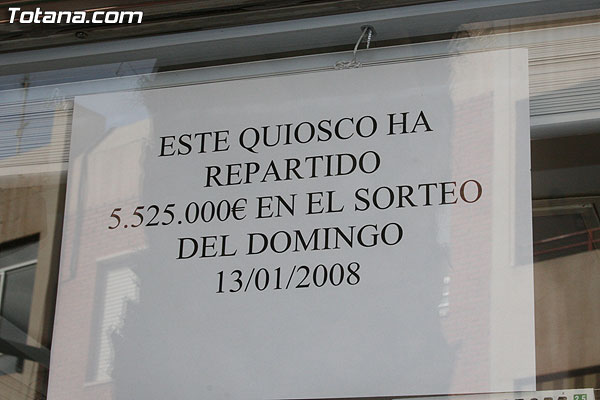 Totana.com
ESTE QUIOSCO HA
REPARTIDO
5.525.000€ EN EL SORTEO
DEL DOMINGO
13/01/2008